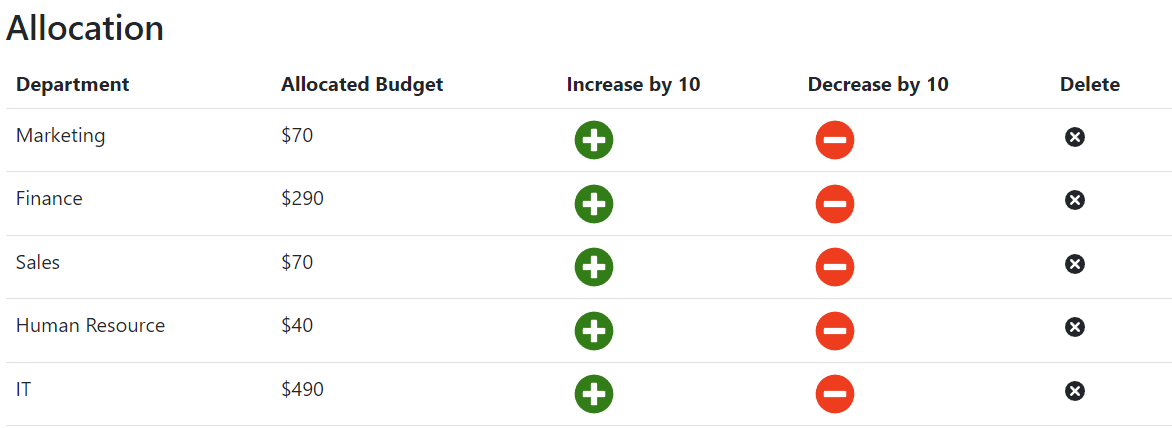 Allocation
Department Allocated Budget Increase by 10 Decrease by 10 Delete
Marketing $70
Finance $290
Sales $70
Human Resource $40
IT $490